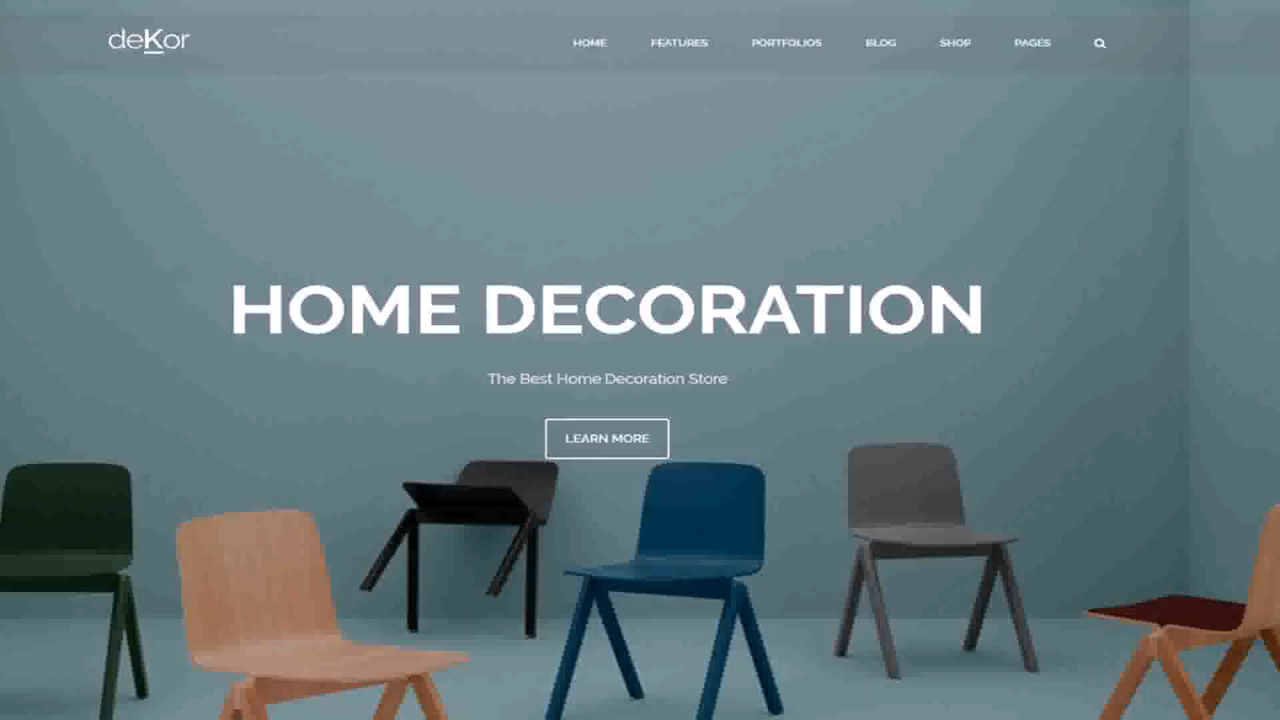 deKor
HOME FEATURES PORTFOLIOS BLOG SHOP PAGES
HOME DECORATION
The Best Home Decoration Store
LEARN MORE